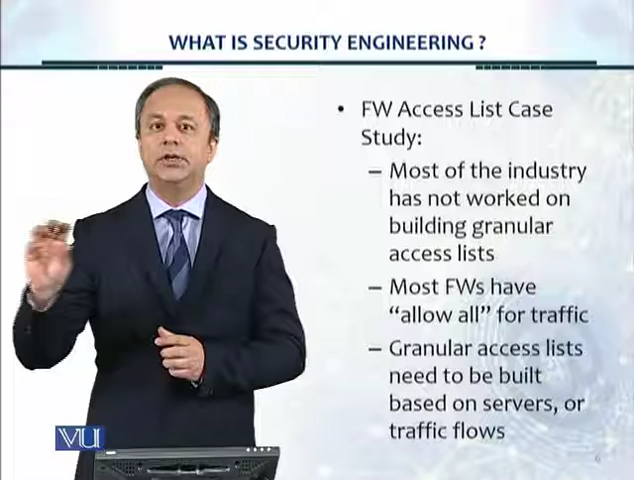 WHAT IS SECURITY ENGINEERING ?
• FW Access List Case
Study:
– Most of the industry
has not worked on
building granular
access lists
– Most FWs have
“allow all” for traffic
– Granular access lists
need to be built
based on servers, or
traffic flows
VU
6